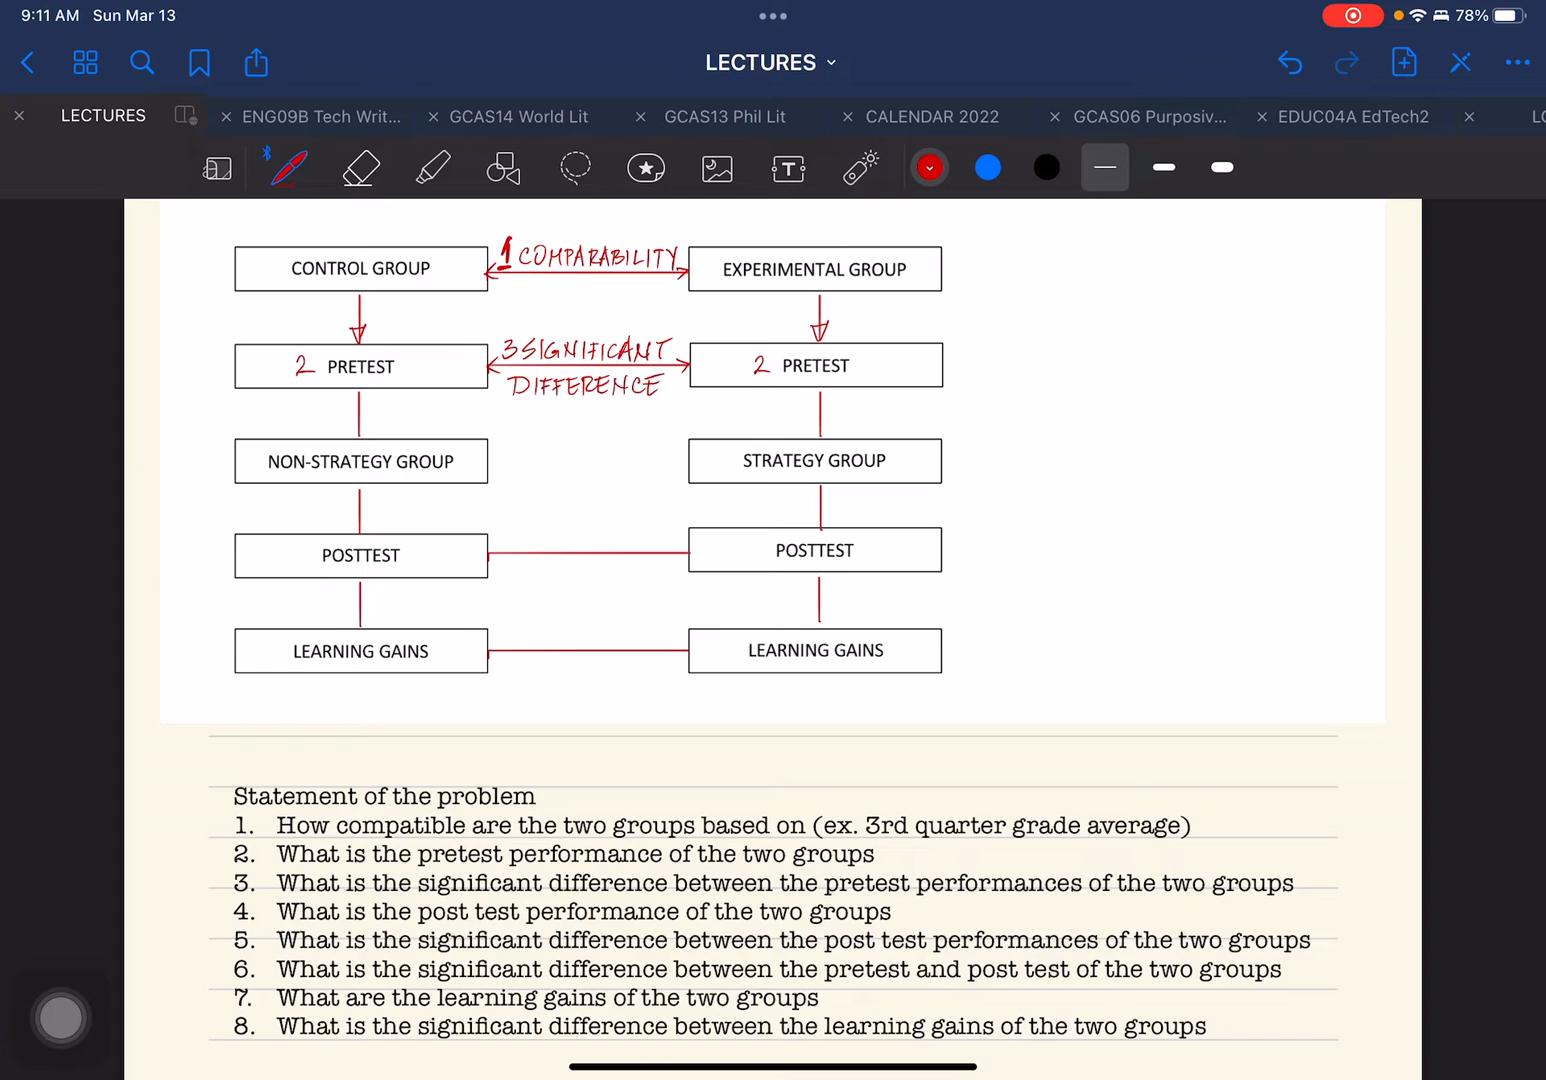 9:11 AM Sun Mar 13
78%
LECTURES
LECTURES
ENG09B Tech Writ...
GCAS14 World Lit
GCAS13 Phil Lit
CALENDAR 2022
GCAS06 Purposiv...
EDUC04A EdTech2
LO
CONTROL GROUP
1 COMPARABILITY
EXPERIMENTAL GROUP
2 PRETEST
3 SIGNIFICANT
DIFFERENCE
2 PRETEST
NON-STRATEGY GROUP
STRATEGY GROUP
POSTTEST
POSTTEST
LEARNING GAINS
LEARNING GAINS
Statement of the problem
1. How compatible are the two groups based on (ex. 3rd quarter grade average)
2. What is the pretest performance of the two groups
3. What is the significant difference between the pretest performances of the two groups
4. What is the post test performance of the two groups
5. What is the significant difference between the post test performances of the two groups
6. What is the significant difference between the pretest and post test of the two groups
7. What are the learning gains of the two groups
8. What is the significant difference between the learning gains of the two groups